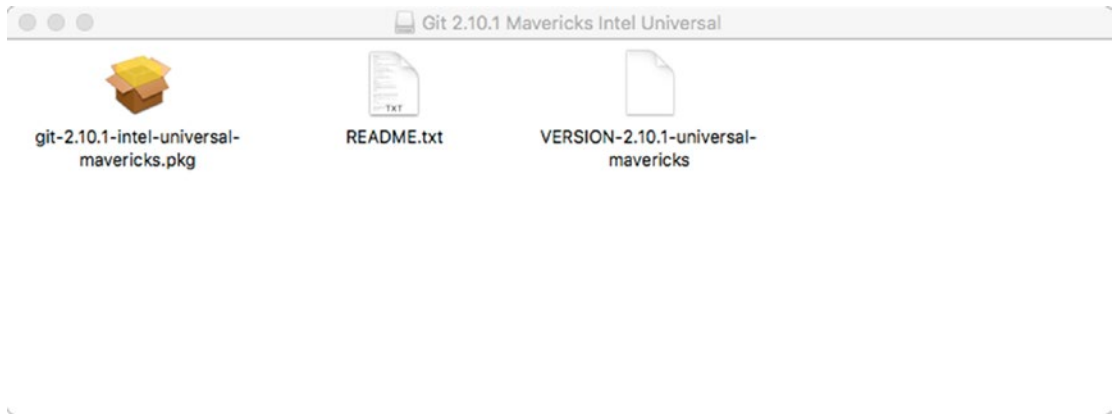 Git 2.10.1 Mavericks Intel Universal
TXT
git-2.10.1-intel-universal-
mavericks.pkg
README.txt
VERSION-2.10.1-universal-
mavericks